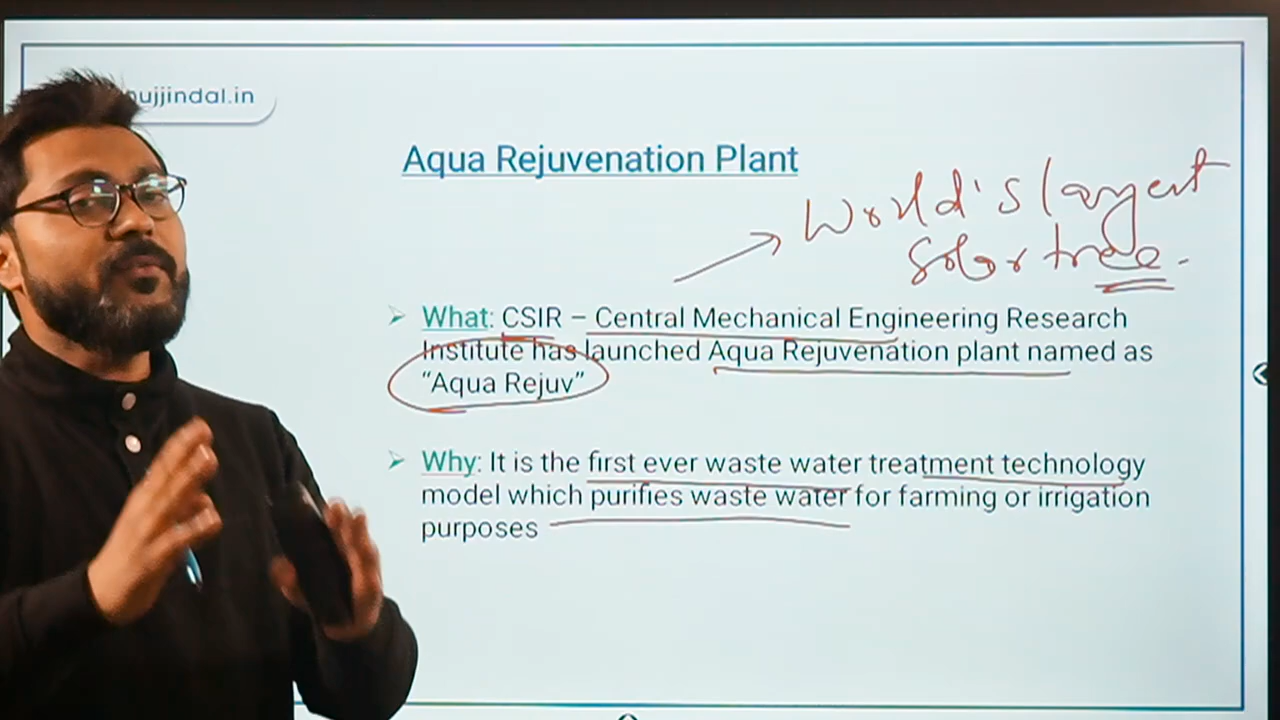 ujjindal.in
Aqua Rejuvenation Plant
World's largest
Solar tree.
➢ What: CSIR – Central Mechanical Engineering Research
Institute has launched Aqua Rejuvenation plant named as
“Aqua Rejuv”
➢ Why: It is the first ever waste water treatment technology
model which purifies waste water for farming or irrigation
purposes